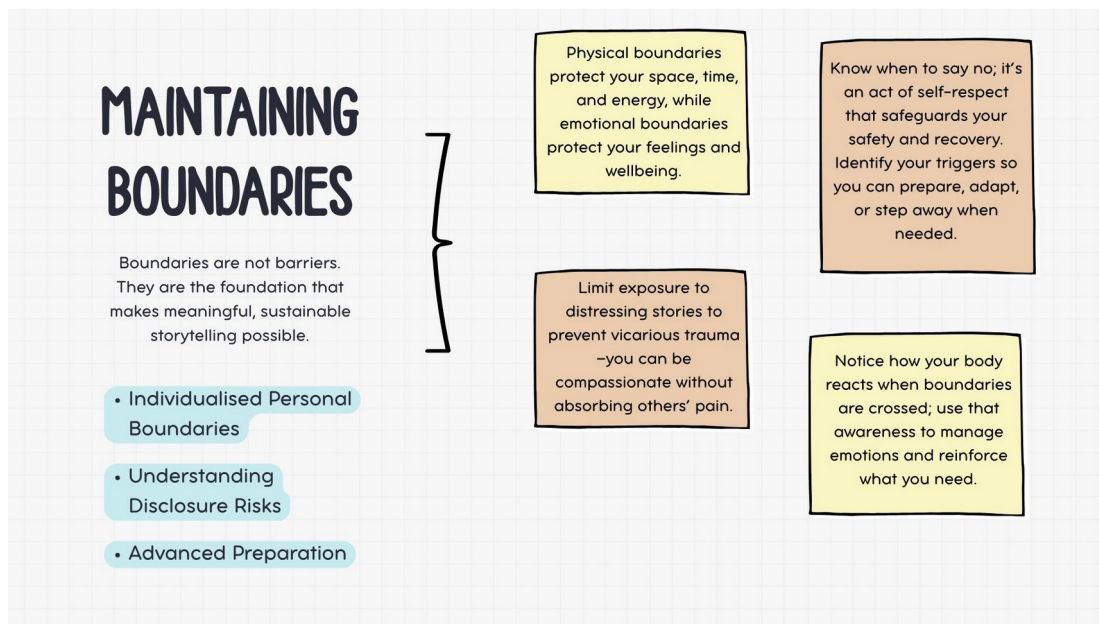 MAINTAINING
BOUNDARIES
Boundaries are not barriers.
They are the foundation that
makes meaningful, sustainable
storytelling possible.
• Individualised Personal
Boundaries
• Understanding
Disclosure Risks
• Advanced Preparation
Physical boundaries
protect your space, time,
and energy, while
emotional boundaries
protect your feelings and
wellbeing.
Limit exposure to
distressing stories to
prevent vicarious trauma
–you can be
compassionate without
absorbing others’ pain.
Know when to say no; it’s
an act of self-respect
that safeguards your
safety and recovery.
Identify your triggers so
you can prepare, adapt,
or step away when
needed.
Notice how your body
reacts when boundaries
are crossed; use that
awareness to manage
emotions and reinforce
what you need.